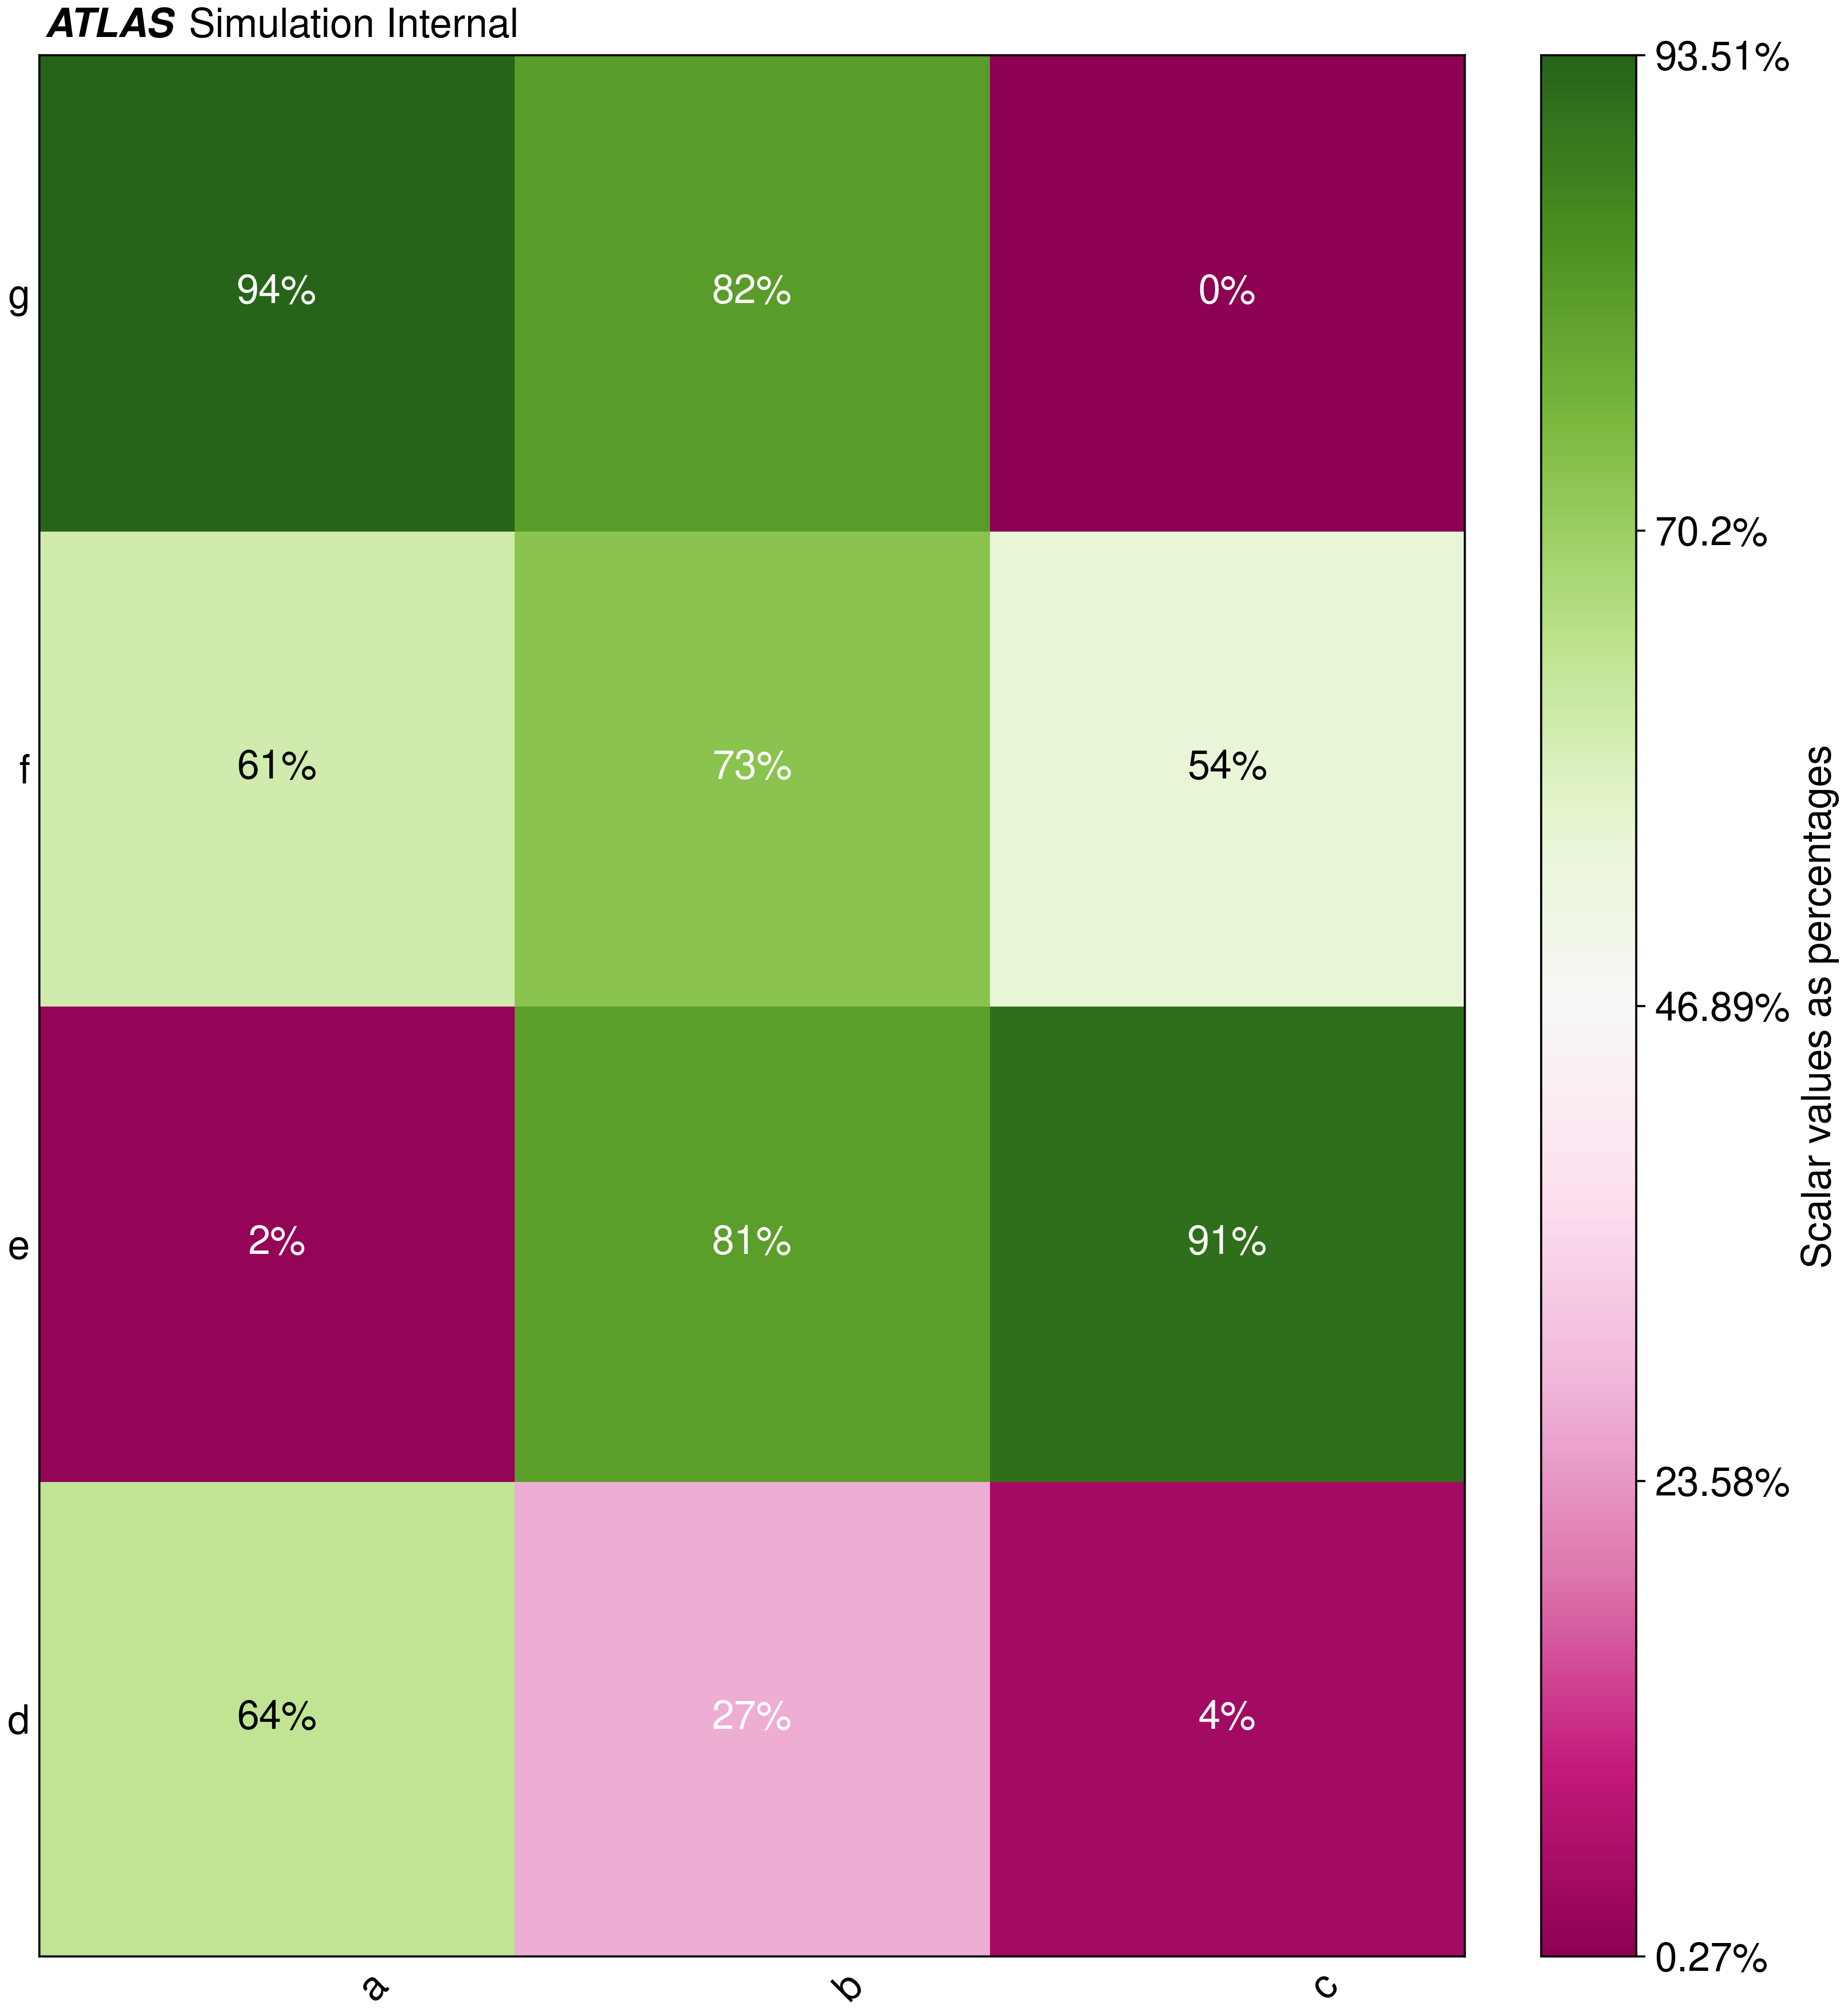 ATLAS Simulation Internal
g 94% 82% 0%
f 61% 73% 54%
e 2% 81% 91%
d 64% 27% 4%
a b c
93.51%
70.2%
46.89%
23.58%
0.27%
Scalar values as percentages